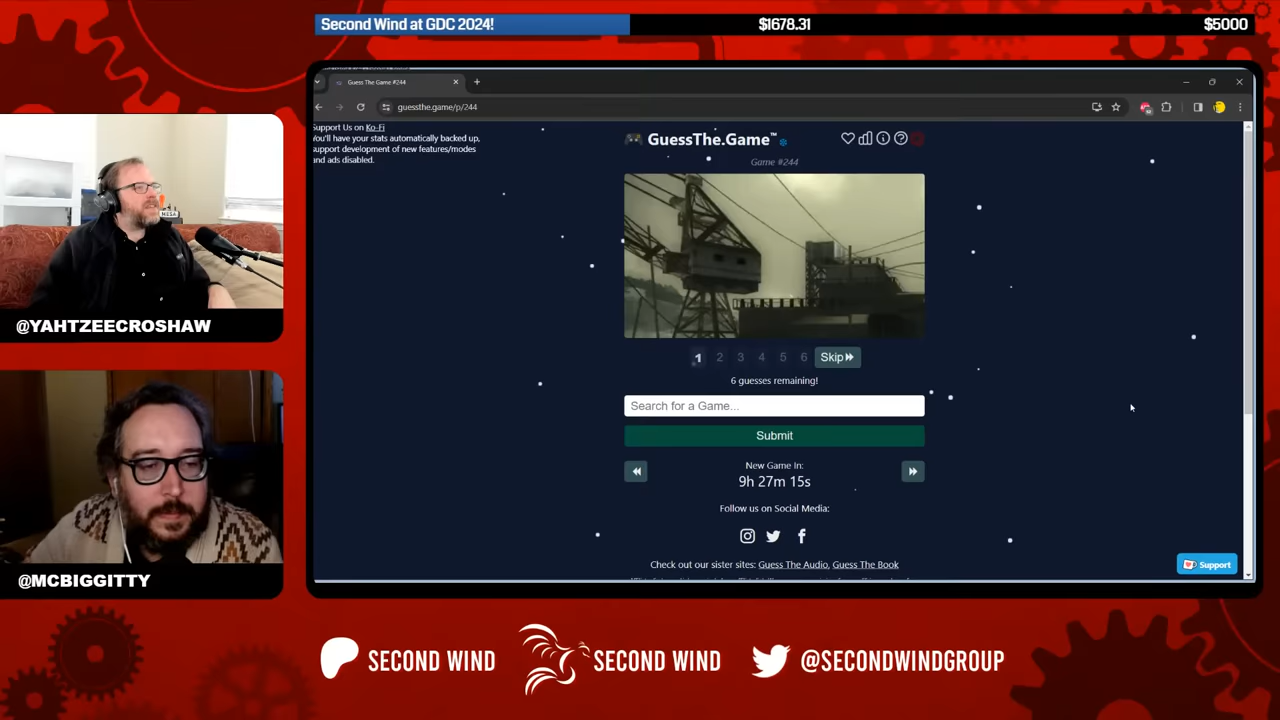 Second Wind at GDC 2024!
$1678.31
$5000
Guess The Game #244
guessthe.game/p/244
Support Us on Ko-Fi
You'll have your stats automatically backed up,
support development of new features/modes
and ads disabled.
GuessThe.Game™
Game #244
1 2 3 4 5 6 Skip
6 guesses remaining!
Search for a Game...
Submit
New Game In:
9h 27m 15s
Follow us on Social Media:
Check out our sister sites: Guess The Audio, Guess The Book
Support
@YAHTZEECROSHAW
@MCBIGGITTY
SECOND WIND
SECOND WIND
@SECONDWINDGROUP